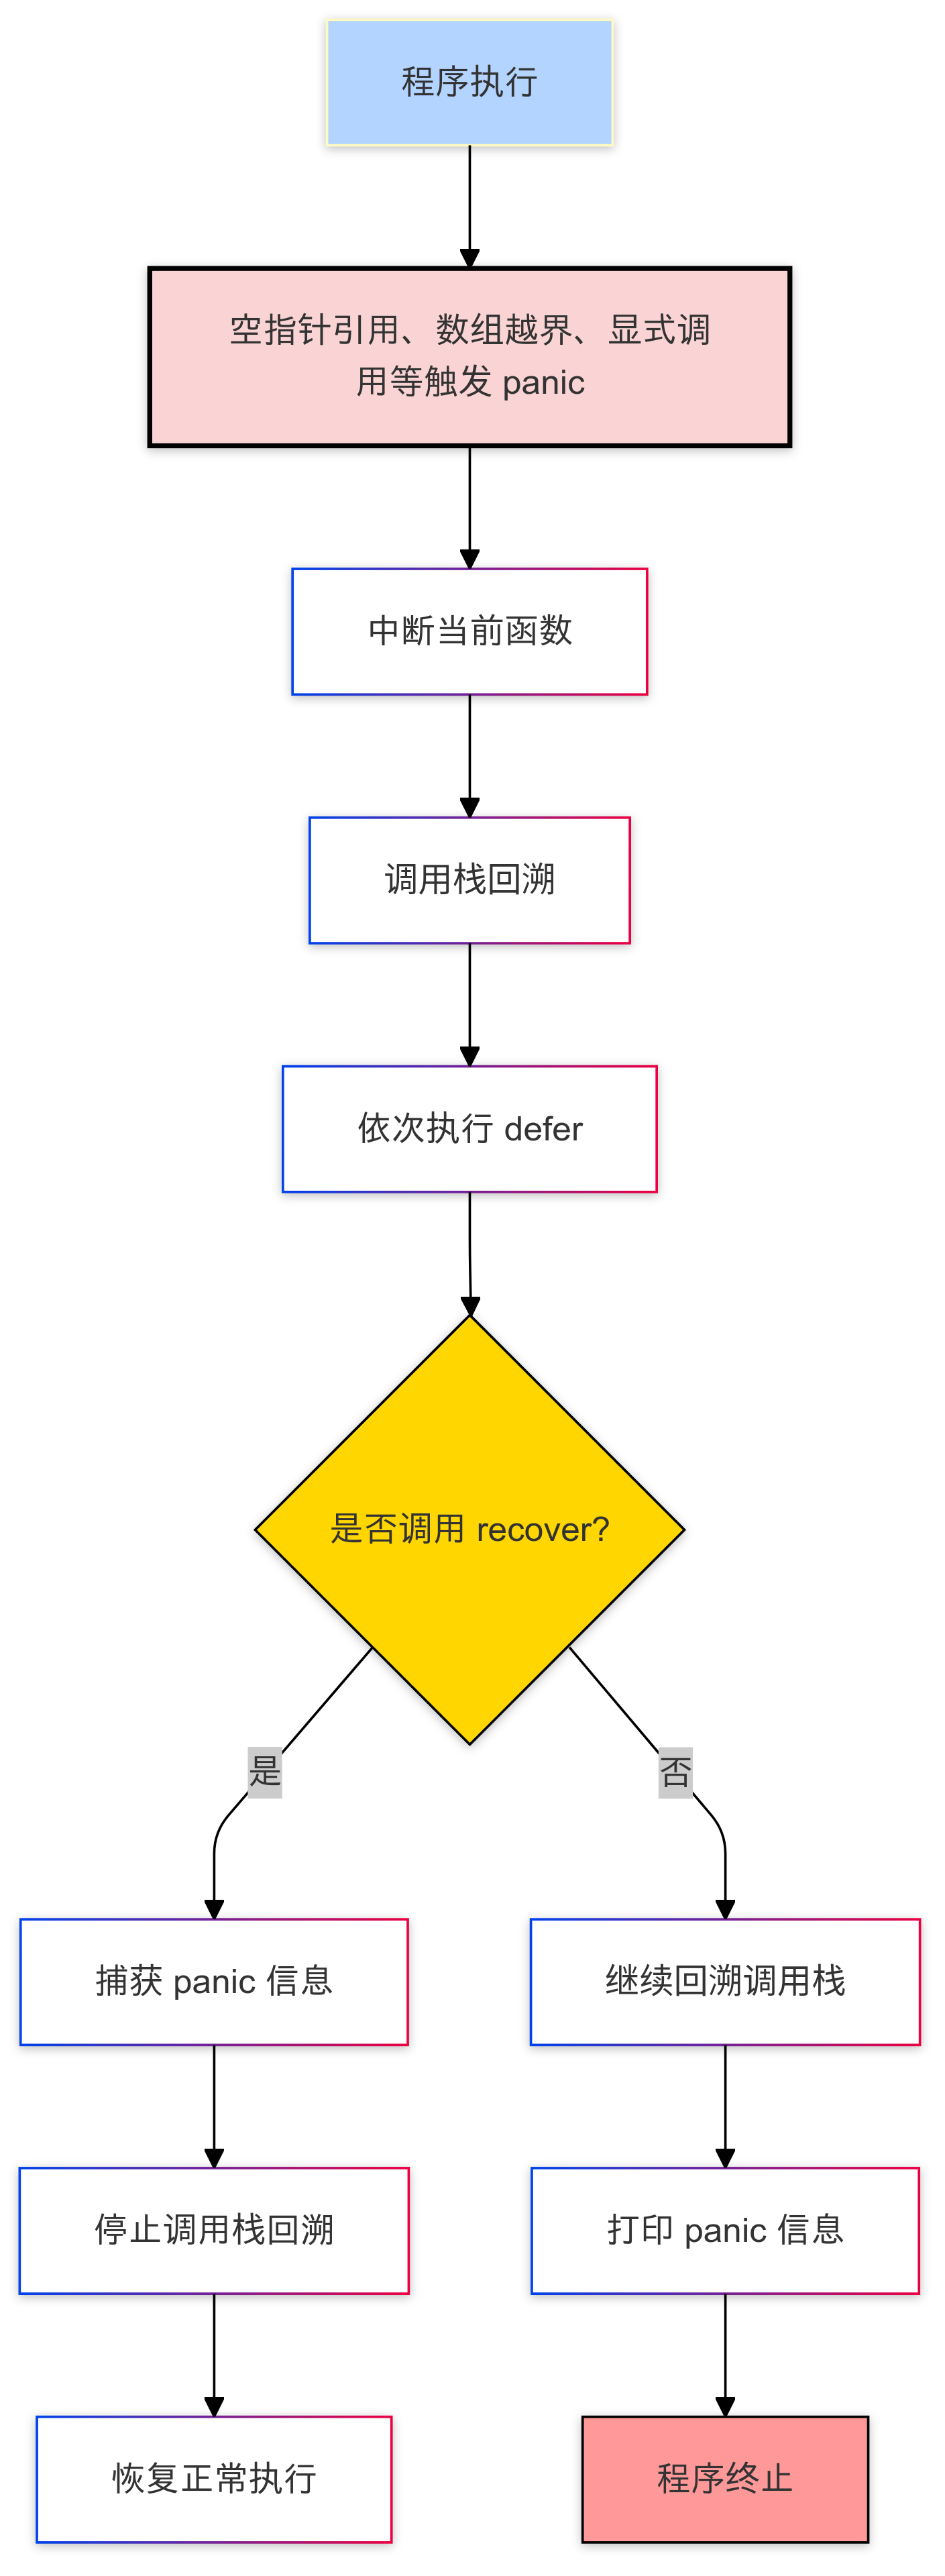 程序执行
空指针引用、数组越界、显式调
用等触发 panic
中断当前函数
调用栈回溯
依次执行 defer
是否调用 recover?
是
否
捕获 panic 信息
继续回溯调用栈
停止调用栈回溯
打印 panic 信息
恢复正常执行
程序终止